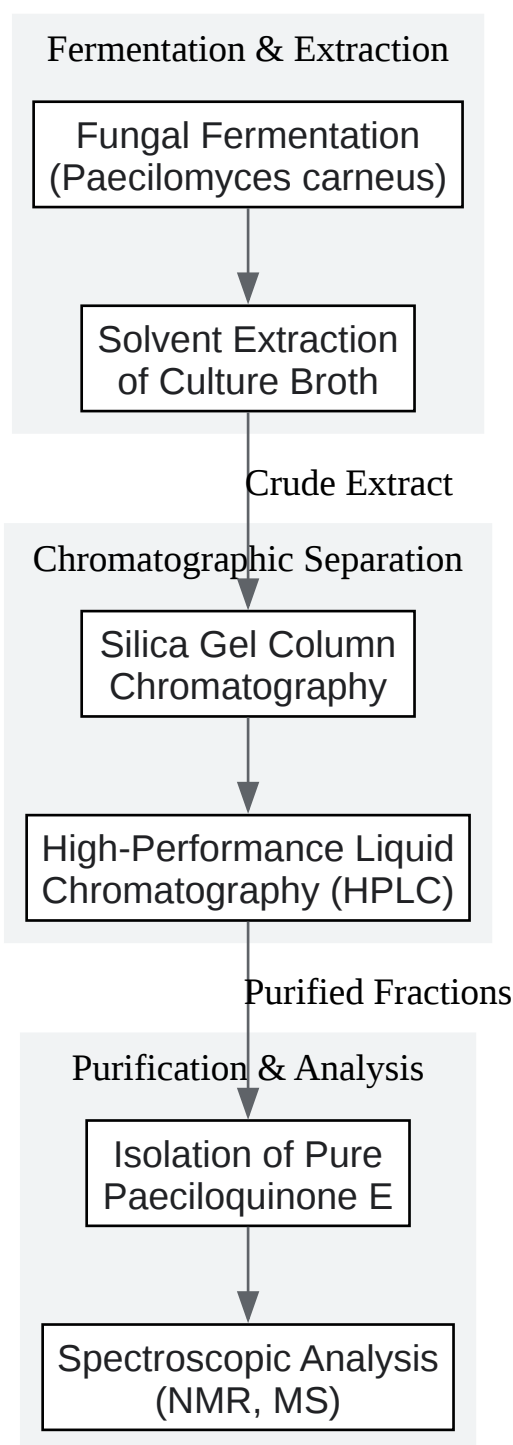 Fermentation & Extraction
Fungal Fermentation
(Paecilomyces carneus)
Solvent Extraction
of Culture Broth
Crude Extract
Chromatographic Separation
Silica Gel Column
Chromatography
High-Performance Liquid
Chromatography (HPLC)
Purified Fractions
Purification & Analysis
Isolation of Pure
Paeciloquinone E
Spectroscopic Analysis
(NMR, MS)